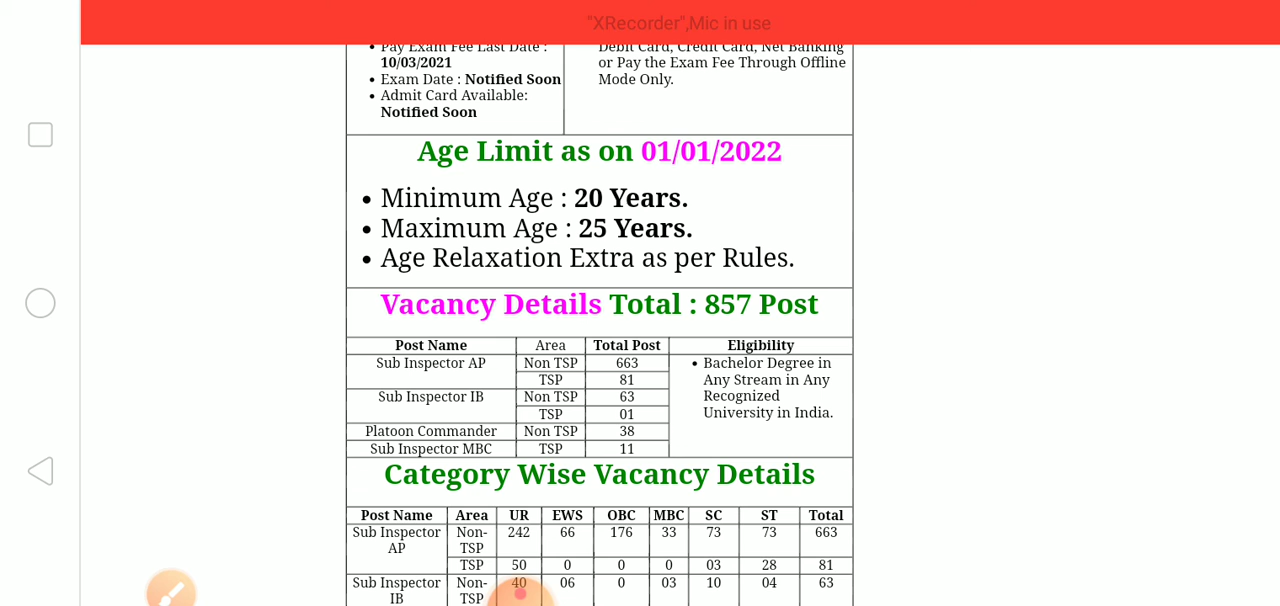 "XRecorder",Mic in use
Pay Exam Fee Last Date :
10/03/2021
Exam Date : Notified Soon
Admit Card Available:
Notified Soon
Debit Card, Credit Card, Net Banking
or Pay the Exam Fee Through Offline
Mode Only.
Age Limit as on 01/01/2022
Minimum Age : 20 Years.
Maximum Age : 25 Years.
Age Relaxation Extra as per Rules.
Vacancy Details Total : 857 Post
Post Name Area Total Post Eligibility
Sub Inspector AP Non TSP 663
TSP 81
Sub Inspector IB Non TSP 63
TSP 01
Platoon Commander Non TSP 38
Sub Inspector MBC TSP 11
Bachelor Degree in
Any Stream in Any
Recognized
University in India.
Category Wise Vacancy Details
Post Name Area UR EWS OBC MBC SC ST Total
Sub Inspector Non- 242 66 176 33 73 73 663
AP TSP
TSP 50 0 0 0 03 28 81
Sub Inspector Non- 40 06 0 03 10 04 63
IB TSP